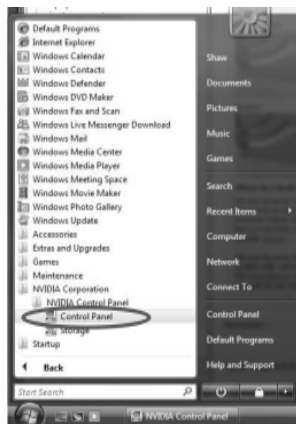 Default Programs
Internet Explorer
Windows Calendar
Windows Contacts
Windows Defender
Windows DVD Maker
Windows Fax and Scan
Windows Live Messenger Download
Windows Mail
Windows Media Center
Windows Media Player
Windows Meeting Space
Windows Movie Maker
Windows Photo Gallery
Windows Update
Accessories
Extras and Upgrades
Games
Maintenance
NVIDIA Corporation
NVIDIA Control Panel
Control Panel
Storage
Startup
Back
Start Search
Shaw
Documents
Pictures
Music
Games
Search
Recent Items
Computer
Network
Connect To
Control Panel
Default Programs
Help and Support
NVIDIA Control Panel